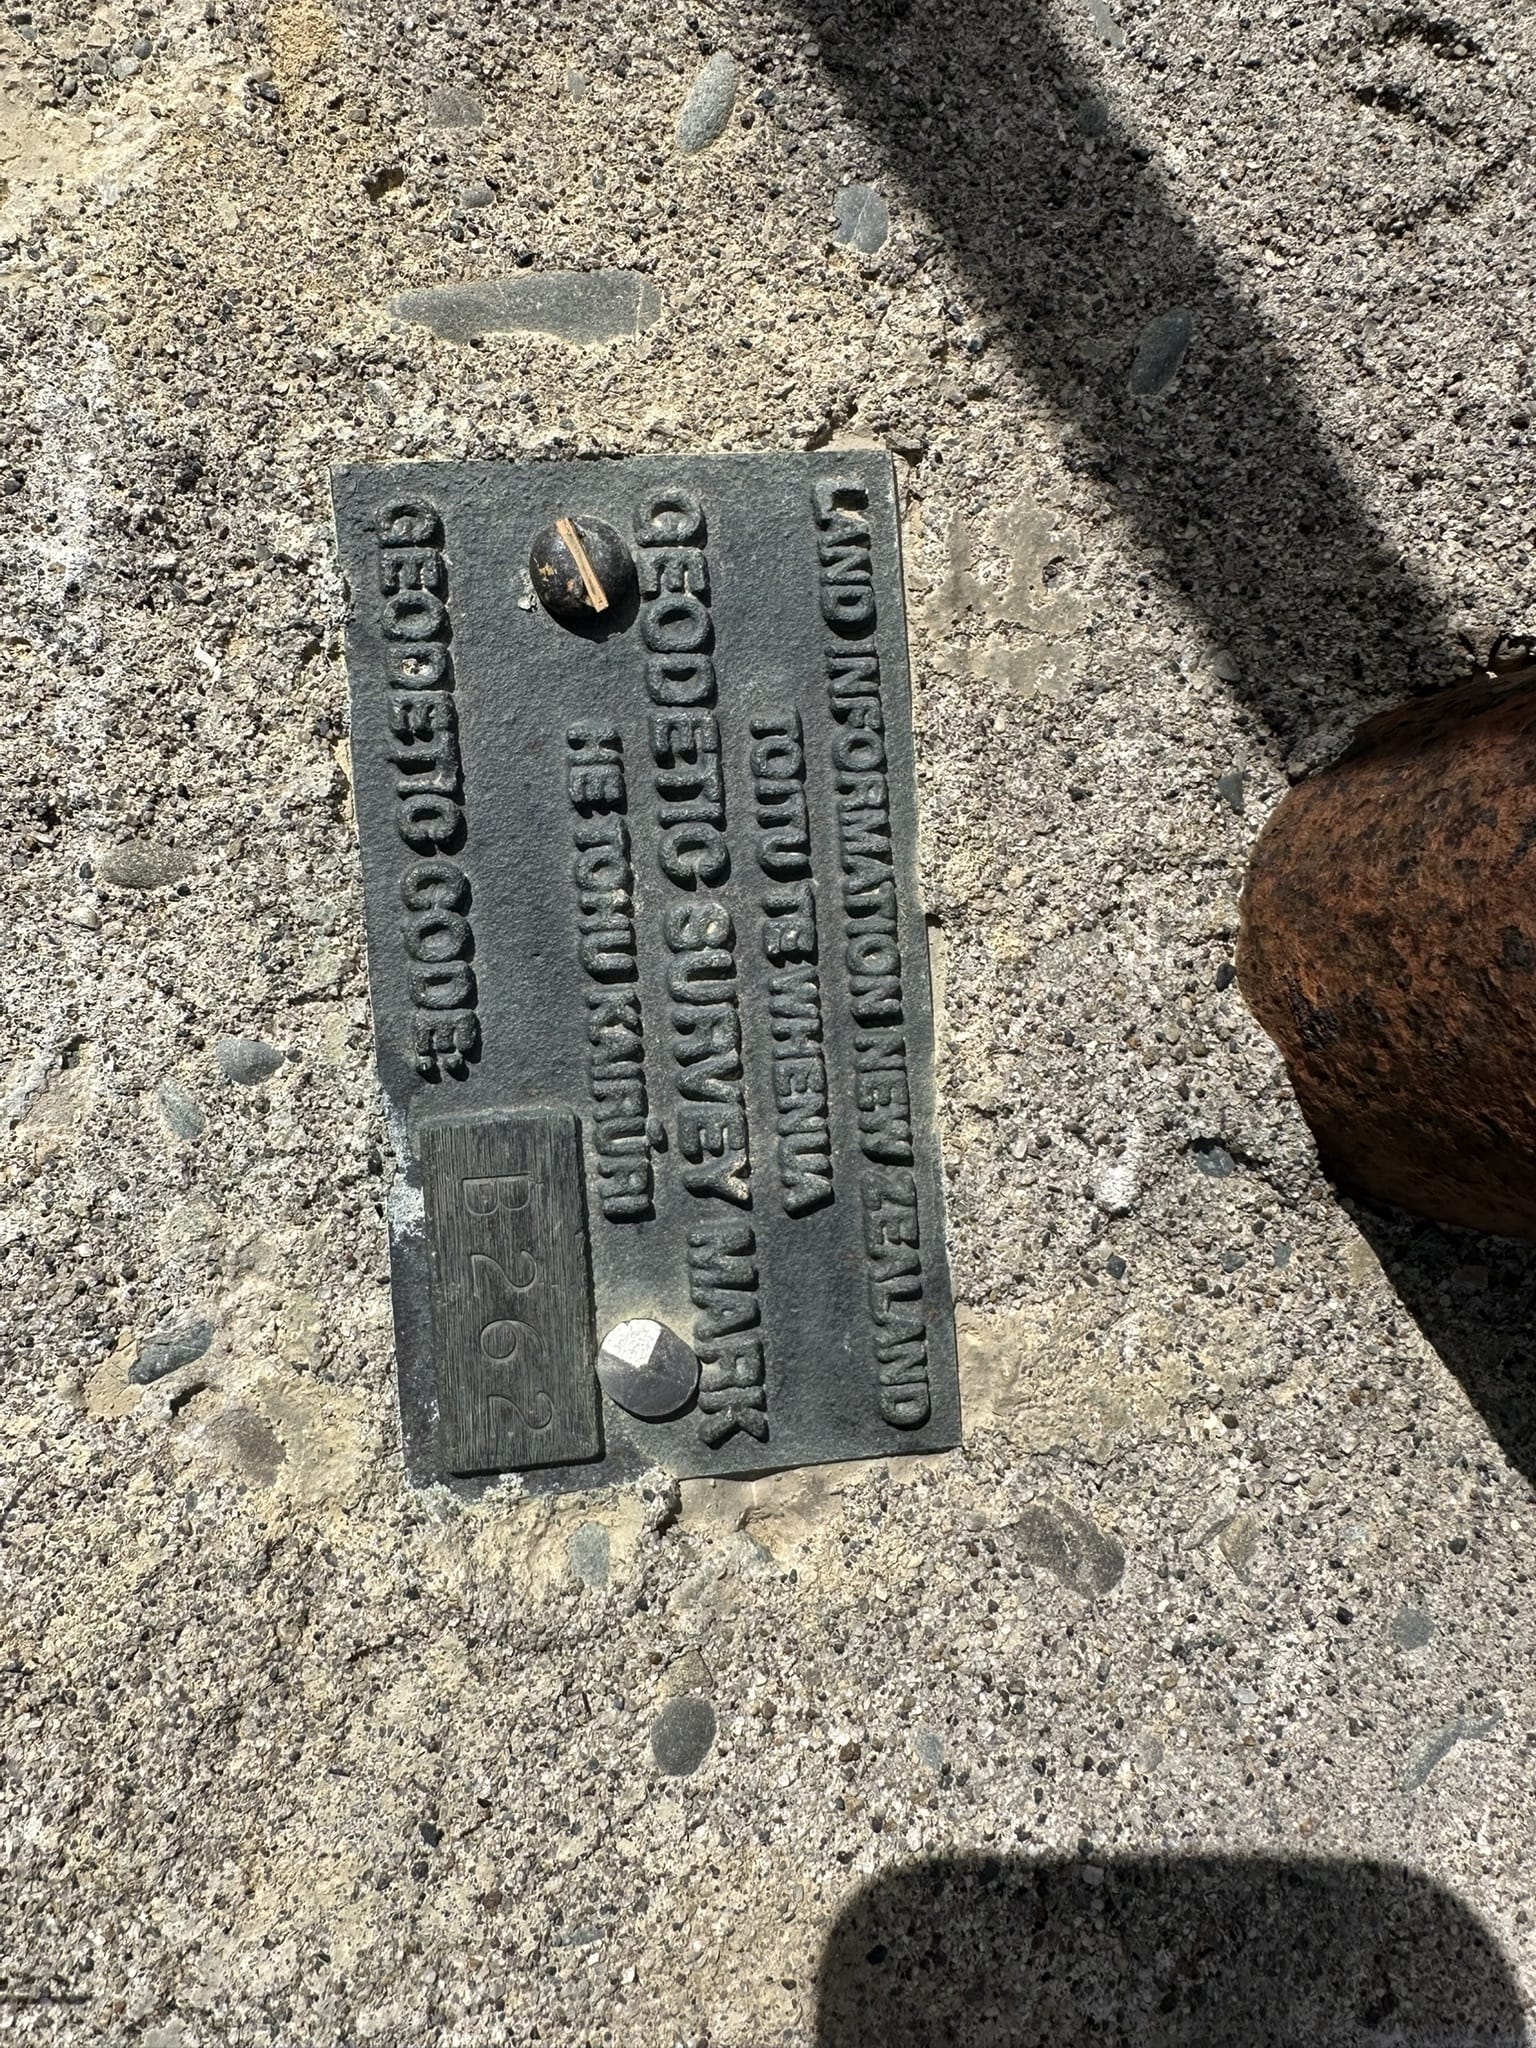 LAND INFORMATION NEW ZEALAND
TOITU TE WHENUA
GEODETIC SURVEY MARK
HE TOHU KAIRŪRI
GEODETIC CODE:
B262